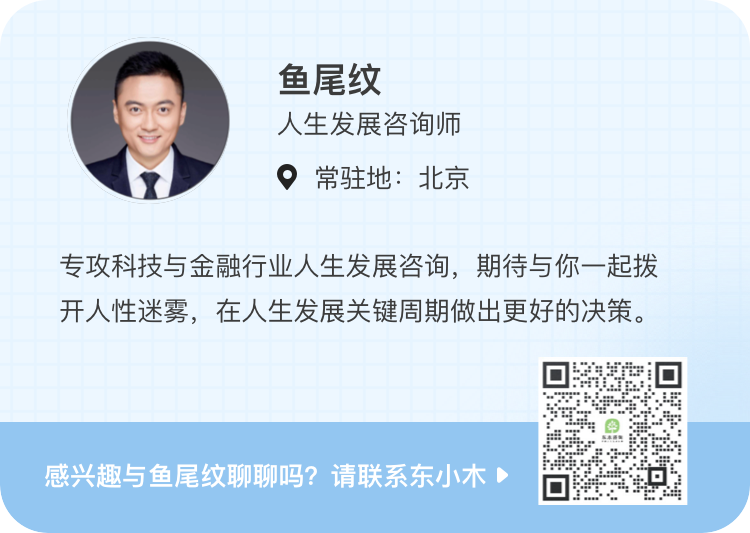 鱼尾纹
人生发展咨询师
常驻地：北京
专攻科技与金融行业人生发展咨询，期待与你一起拨
开人性迷雾，在人生发展关键周期做出更好的决策。
感兴趣与鱼尾纹聊聊吗？请联系东小木